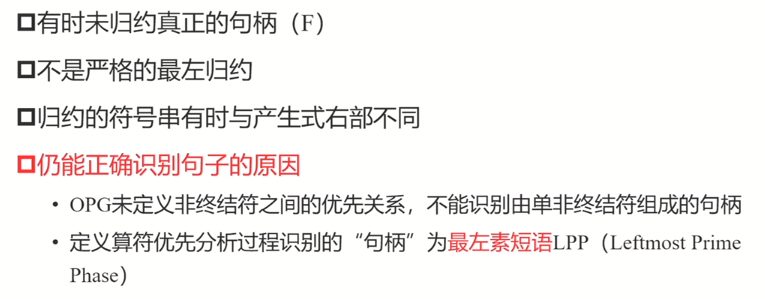 有时未归约真正的句柄（F）
不是严格的最左归约
归约的符号串有时与产生式右部不同
仍能正确识别句子的原因
• OPG未定义非终结符之间的优先关系，不能识别由单非终结符组成的句柄
• 定义算符优先分析过程识别的“句柄”为最左素短语LPP（Leftmost Prime
Phase）